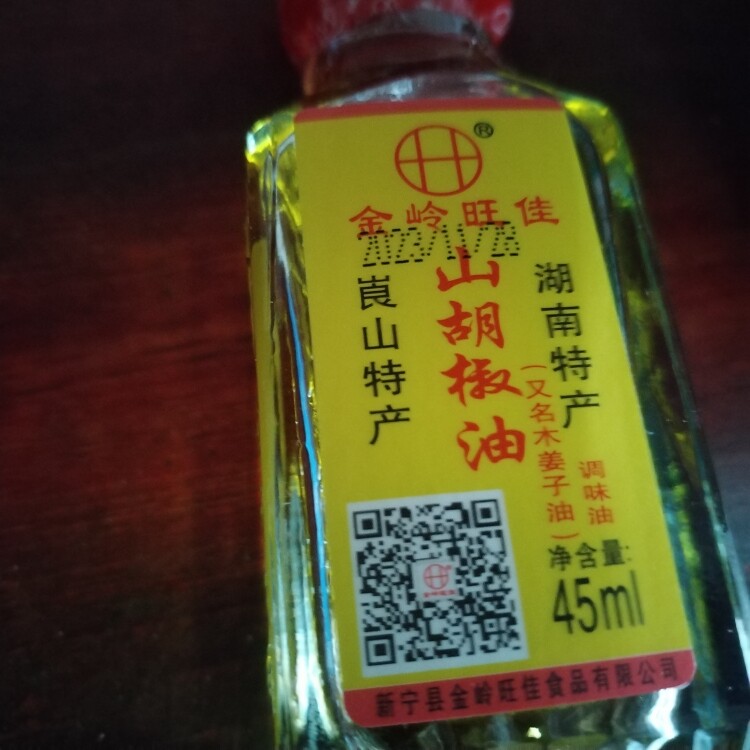 ®
金岭旺佳
2023/11/28
湖南特产
山胡椒油
(又名木姜子油)
调味油
崀山特产
净含量:
45ml
新宁县金岭旺佳食品有限公司